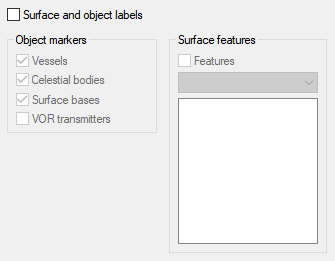 Surface and object labels
Object markers
Vessels
Celestial bodies
Surface bases
VOR transmitters
Surface features
Features